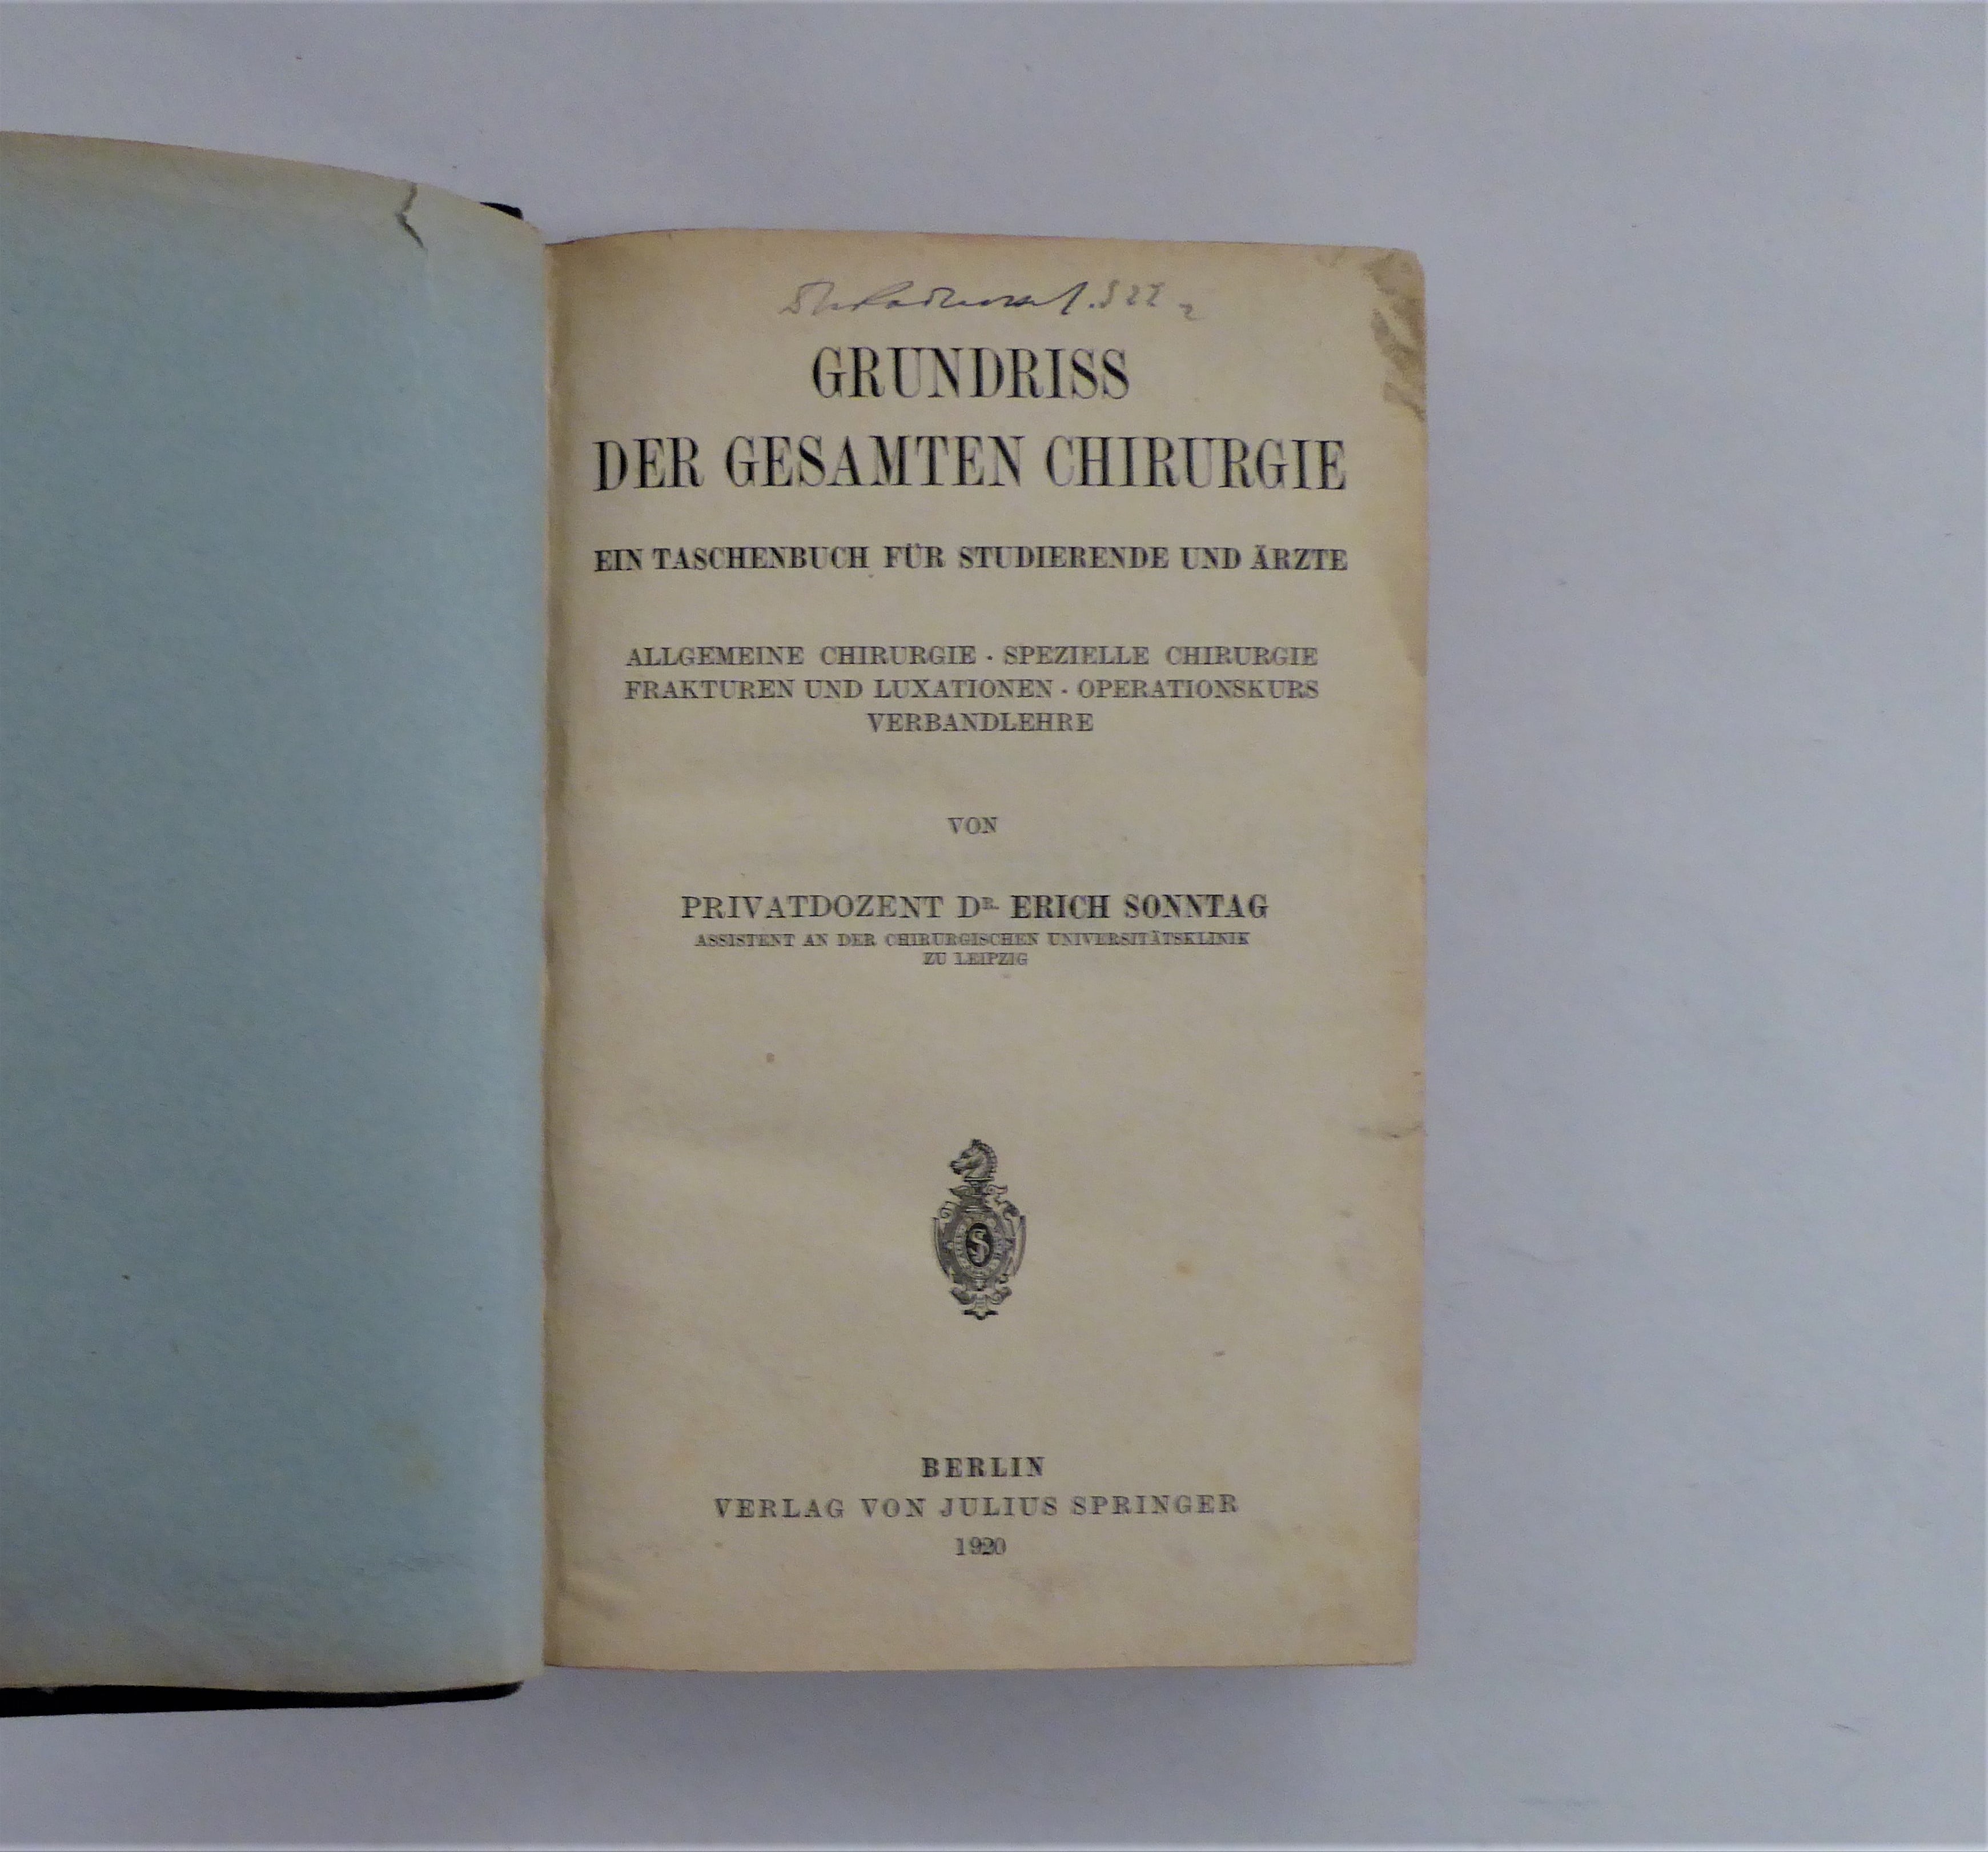 GRUNDRISS
DER GESAMTEN CHIRURGIE
EIN TASCHENBUCH FÜR STUDIERENDE UND ÄRZTE
ALLGEMEINE CHIRURGIE · SPEZIELLE CHIRURGIE
FRAKTUREN UND LUXATIONEN · OPERATIONSKURS
VERBANDLEHRE
VON
PRIVATDOZENT DR. ERICH SONNTAG
ASSISTENT AN DER CHIRURGISCHEN UNIVERSITÄTSKLINIK
ZU LEIPZIG
BERLIN
VERLAG VON JULIUS SPRINGER
1920